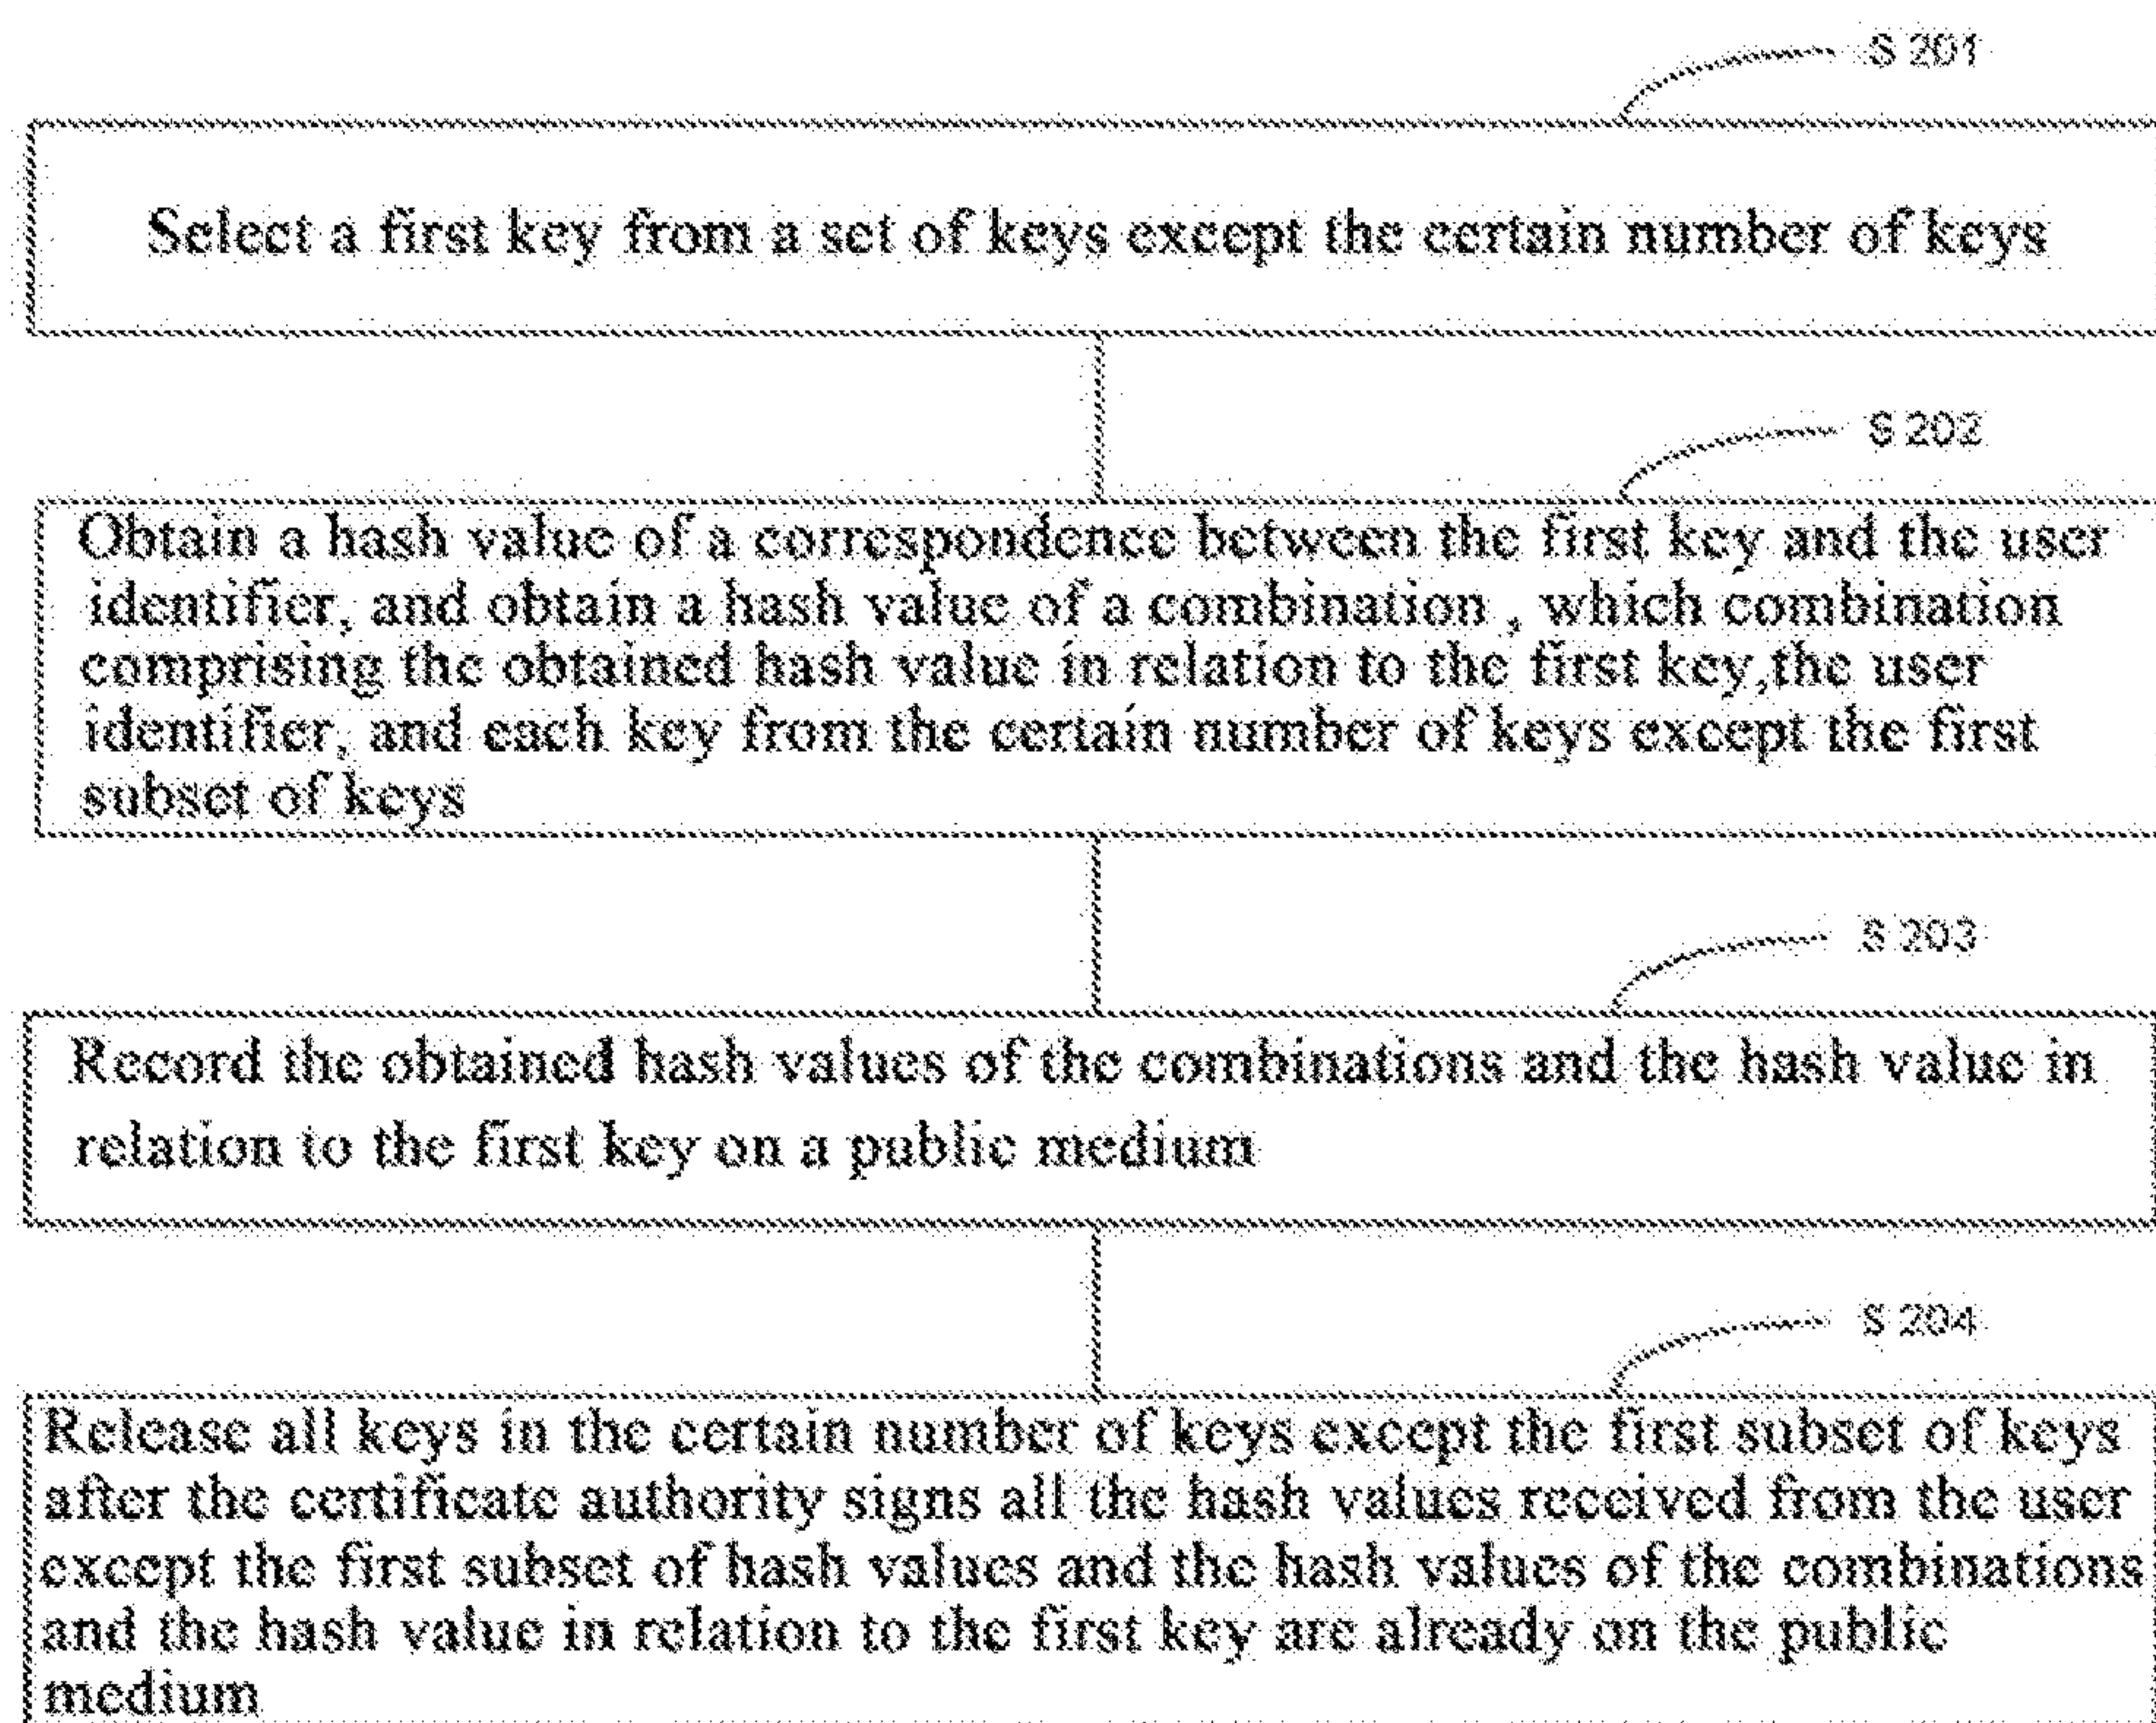 S 201
Select a first key from a set of keys except the certain number of keys
S 202
Obtain a hash value of a correspondence between the first key and the user
identifier, and obtain a hash value of a combination , which combination
comprising the obtained hash value in relation to the first key,the user
identifier, and each key from the certain number of keys except the first
subset of keys
S 203
Record the obtained hash values of the combinations and the hash value in
relation to the first key on a public medium
S 204
Release all keys in the certain number of keys except the first subset of keys
after the certificate authority signs all the hash values received from the user
except the first subset of hash values and the hash values of the combinations
and the hash value in relation to the first key are already on the public
medium